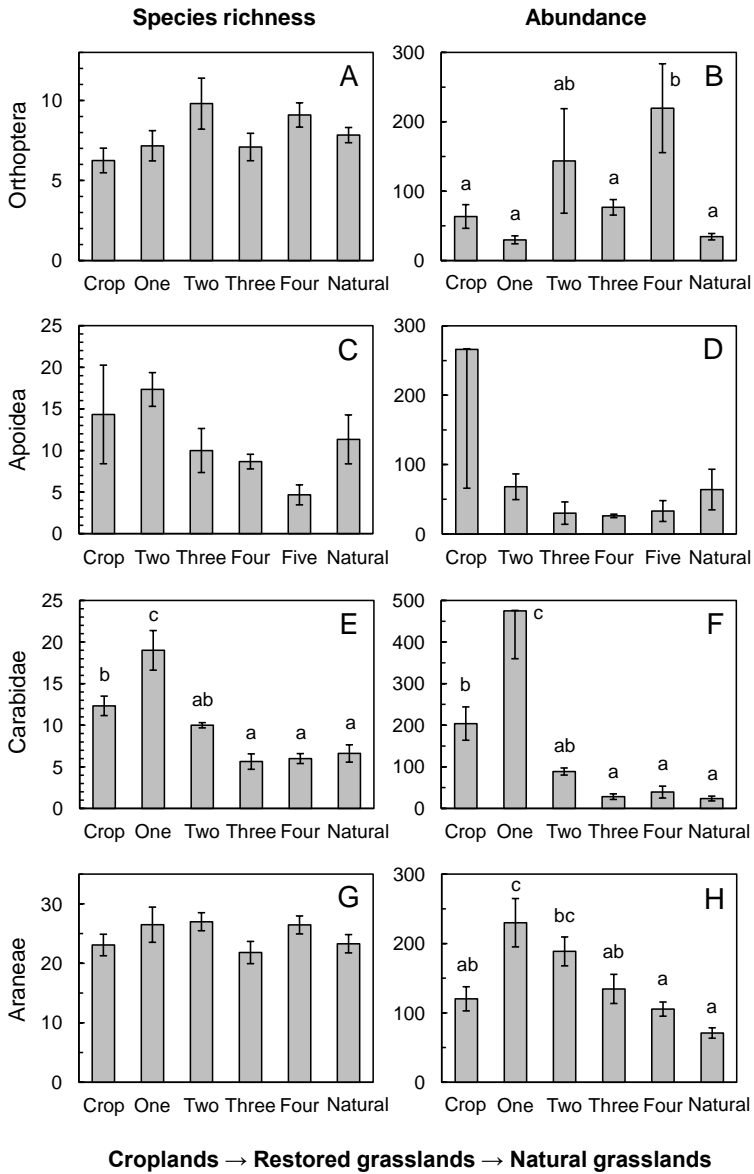 Species richness Abundance
Orthoptera
A
10
5
0
Crop One Two Three Four Natural
B
300
200
100
0
a a ab a b a
Crop One Two Three Four Natural
Apoidea
C
25
20
15
10
5
0
Crop Two Three Four Five Natural
D
300
200
100
0
Crop Two Three Four Five Natural
Carabidae
E
25
20
15
10
5
0
b c ab a a a
Crop One Two Three Four Natural
F
500
400
300
200
100
0
b c ab a a a
Crop One Two Three Four Natural
Araneae
G
30
20
10
0
Crop One Two Three Four Natural
H
300
200
100
0
ab c bc ab a a
Crop One Two Three Four Natural
Croplands → Restored grasslands → Natural grasslands